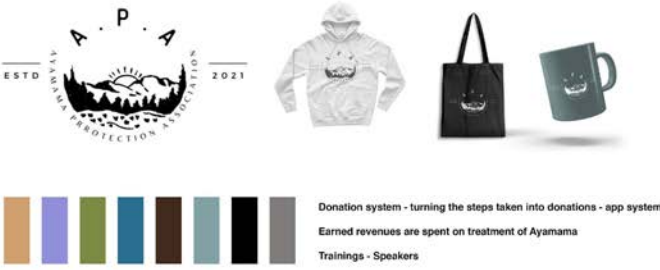 A . P . A
ESTD
2021
AYAMAMA PRROTECTION ASSOCIATION
Donation system - turning the steps taken into donations - app system
Earned revenues are spent on treatment of Ayamama
Trainings - Speakers